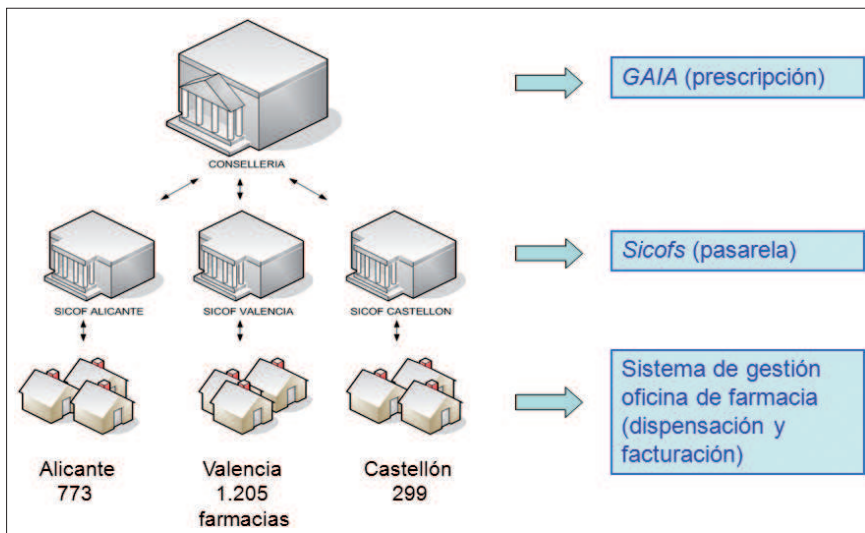 CONSELLERIA
GAIA (prescripción)
SICOF ALICANTE
SICOF VALENCIA
SICOF CASTELLON
Sicofs (pasarela)
Alicante
773
Valencia
1.205
farmacias
Castellón
299
Sistema de gestión
oficina de farmacia
(dispensación y
facturación)